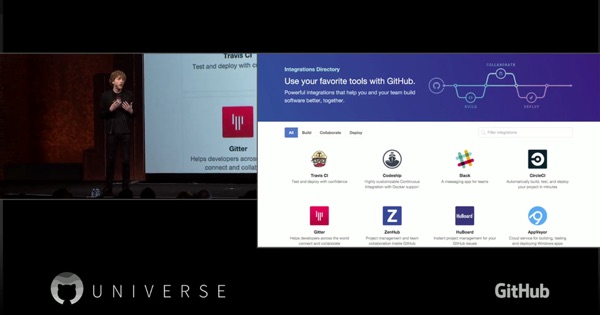 Travis CI
Test and deploy with co
Gitter
Helps developers across
connect and collab
Integrations Directory
Use your favorite tools with GitHub.
Powerful integrations that help you and your team build
software better, together.
COLLABORATE
BUILD
DEPLOY
All Build Collaborate Deploy
Filter integrations
Travis CI
Test and deploy with confidence
Codeship
Highly customizable Continuous
Integration with Docker support
Slack
A messaging app for teams
CircleCI
Automatically build, test, and deploy
your project in minutes
Gitter
Helps developers across the world
connect and collaborate
ZenHub
Project management and team
collaboration inside GitHub
HuBoard
HuBoard
Instant project management for your
GitHub issues
AppVeyor
Cloud service for building, testing
and deploying Windows apps
UNIVERSE
GitHub